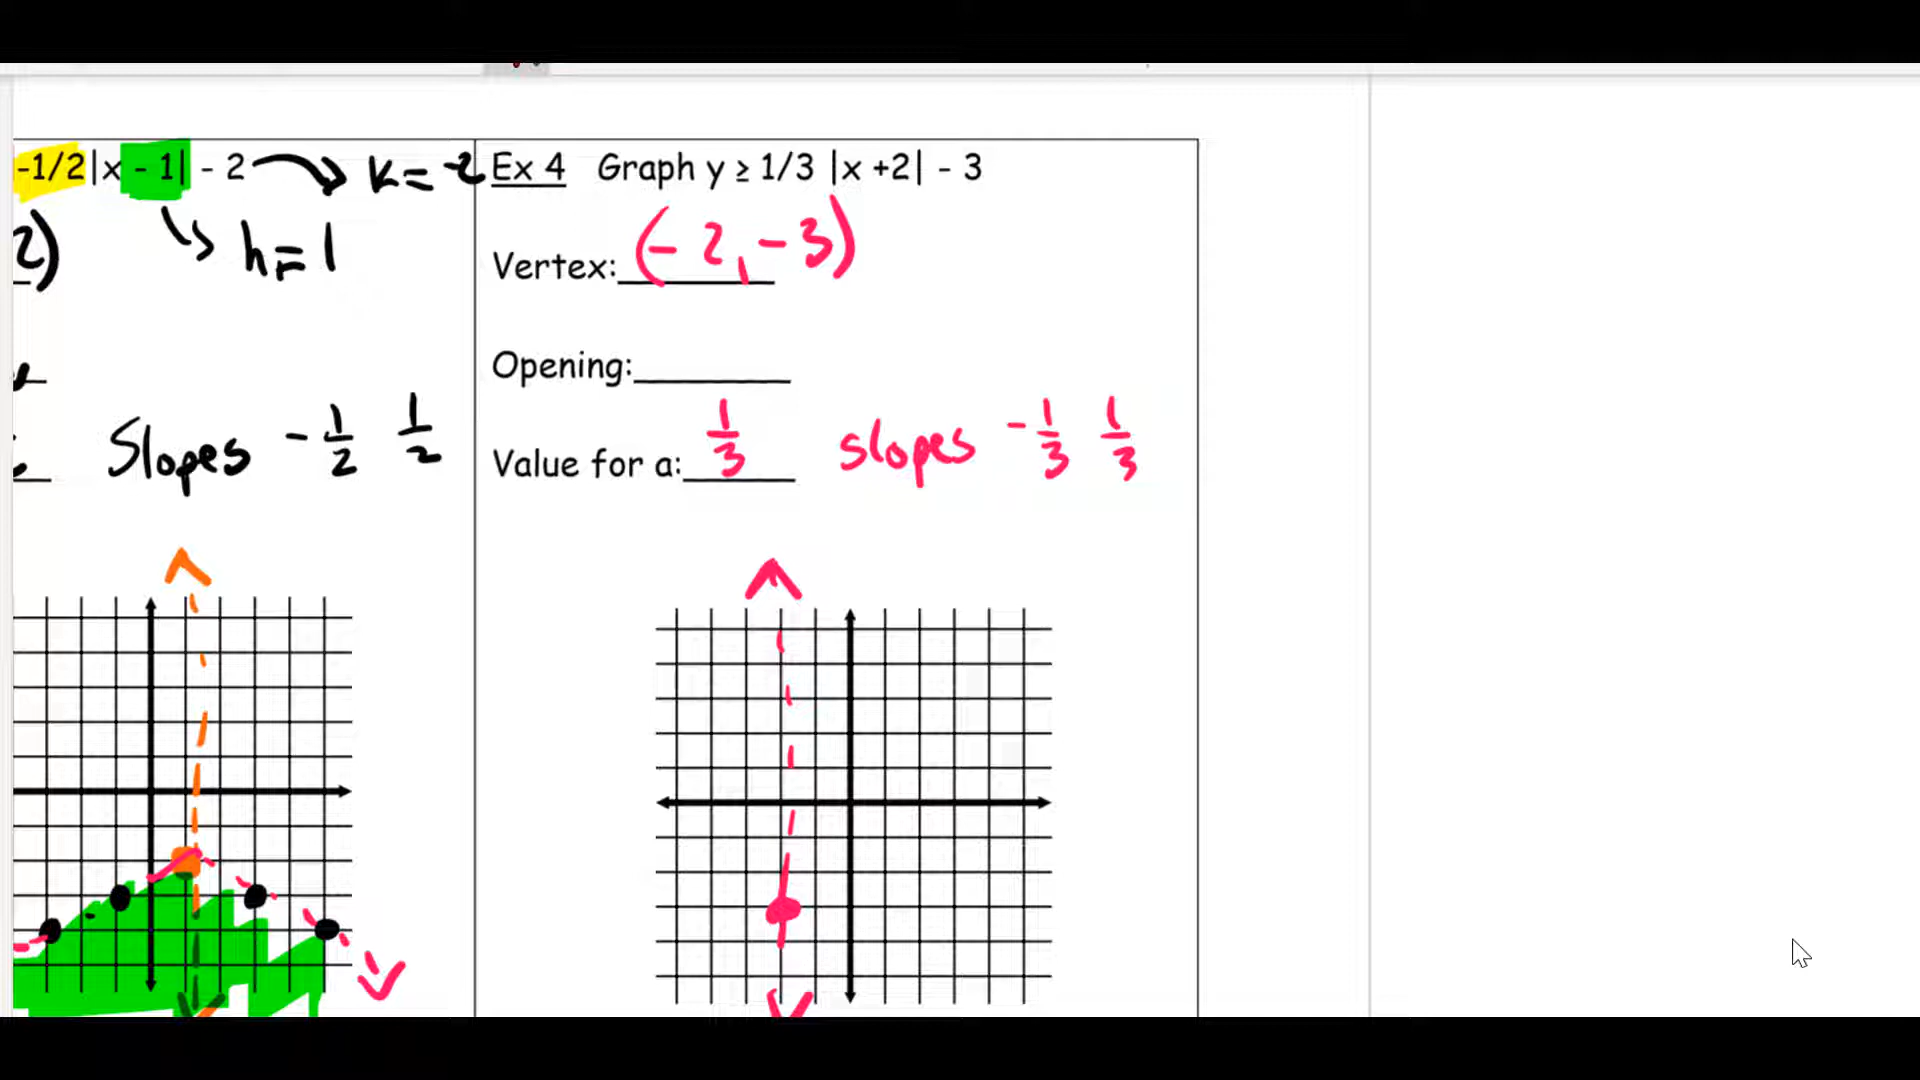 -1/2|x - 1| - 2 k = -2
2) h = 1
Slopes -1/2 1/2
Ex 4 Graph y ≥ 1/3 |x +2| - 3
Vertex: (-2, -3)
Opening:
Value for a: 1/3 slopes -1/3 1/3